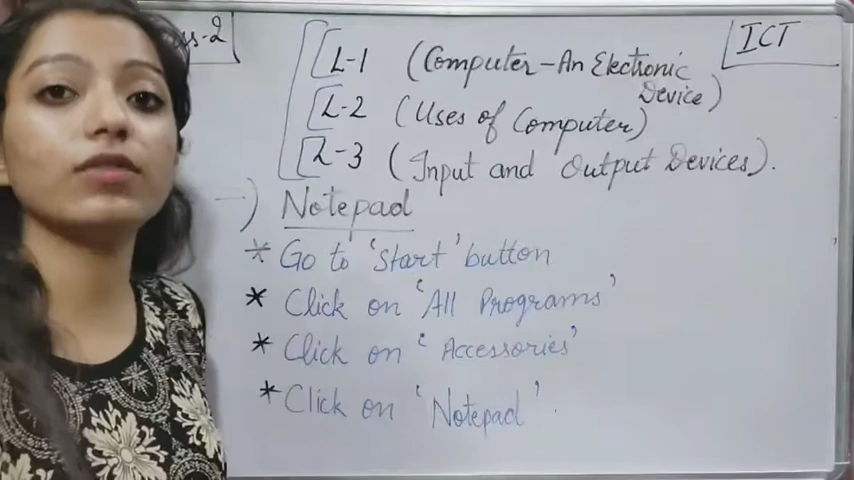 ss-2
ICT
L-1 (Computer-An Electronic
Device)
L-2 (Uses of Computer)
L-3 (Input and Output Devices).
→) Notepad
* Go to 'Start' button
* Click on 'All Programs'
* Click on 'Accessories'
* Click on 'Notepad'.